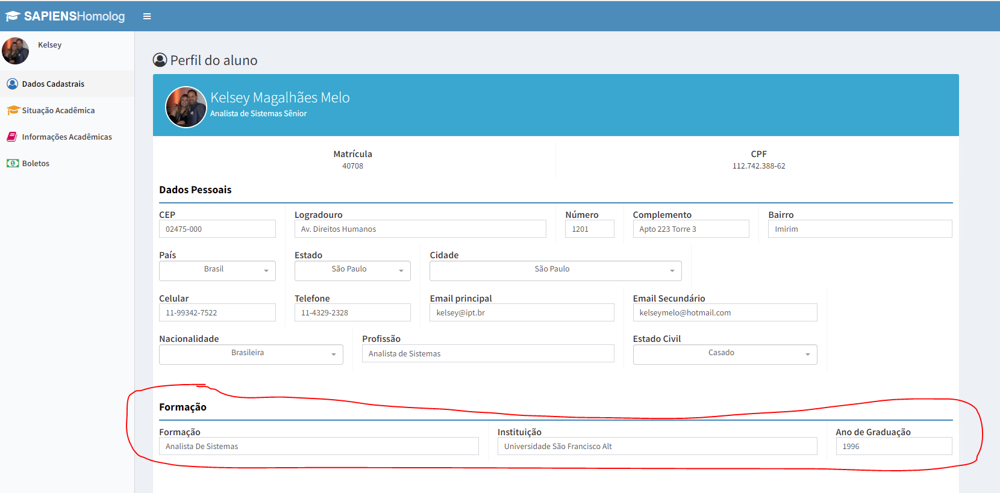 SAPIENSHomolog
Kelsey
Dados Cadastrais
Situação Acadêmica
Informações Acadêmicas
Boletos
Perfil do aluno
Kelsey Magalhães Melo
Analista de Sistemas Sênior
Matrícula CPF
40708 112.742.388-62
Dados Pessoais
CEP Logradouro Número Complemento Bairro
02475-000 Av. Direitos Humanos 1201 Apto 223 Torre 3 Imirim
País Estado Cidade
Brasil São Paulo São Paulo
Celular Telefone Email principal Email Secundário
11-99342-7522 11-4329-2328 kelsey@ipt.br kelseymelo@hotmail.com
Nacionalidade Profissão Estado Civil
Brasileira Analista de Sistemas Casado
Formação
Formação Instituição Ano de Graduação
Analista De Sistemas Universidade São Francisco Alt 1996